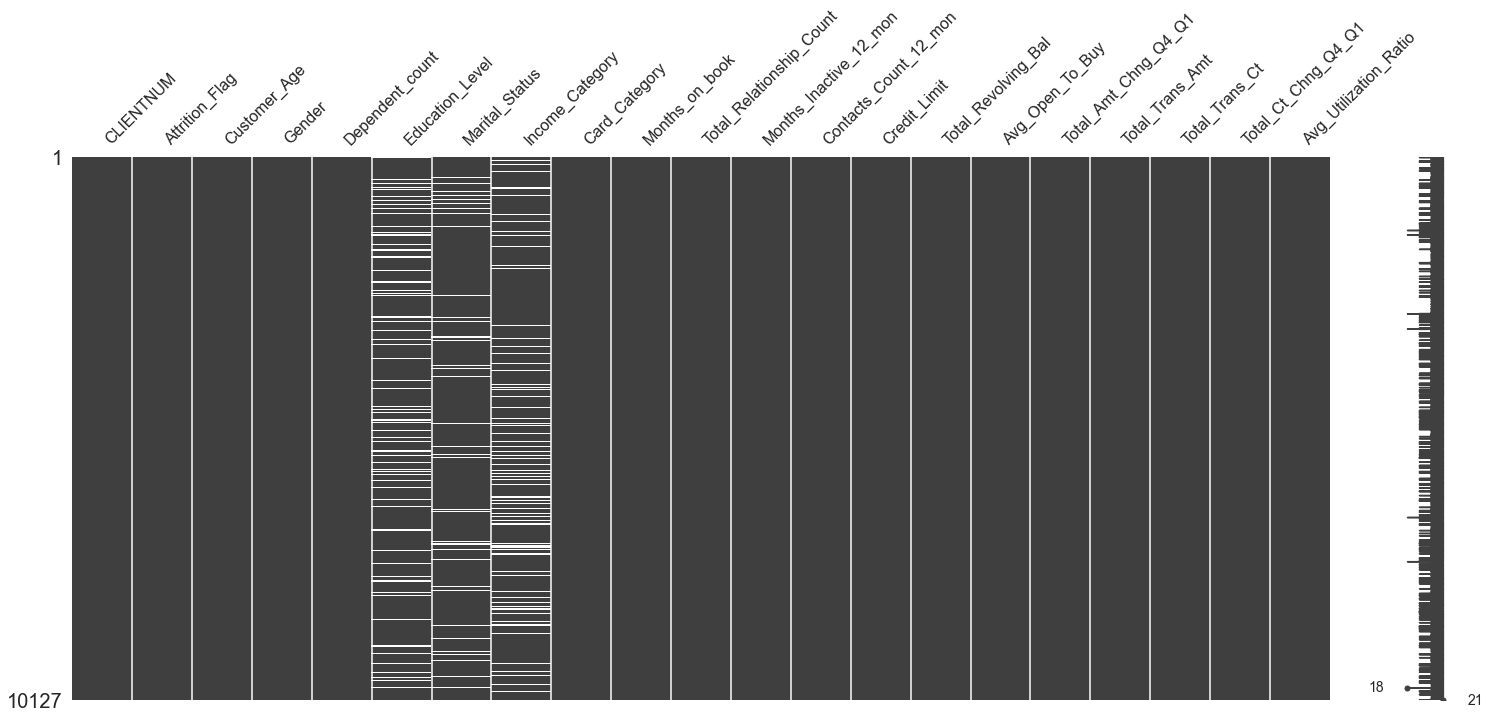 CLIENTNUM
Attrition_Flag
Customer_Age
Gender
Dependent_count
Education_Level
Marital_Status
Income_Category
Card_Category
Months_on_book
Total_Relationship_Count
Months_Inactive_12_mon
Contacts_Count_12_mon
Credit_Limit
Total_Revolving_Bal
Avg_Open_To_Buy
Total_Amt_Chng_Q4_Q1
Total_Trans_Amt
Total_Trans_Ct
Total_Ct_Chng_Q4_Q1
Avg_Utilization_Ratio
1
10127
18
21